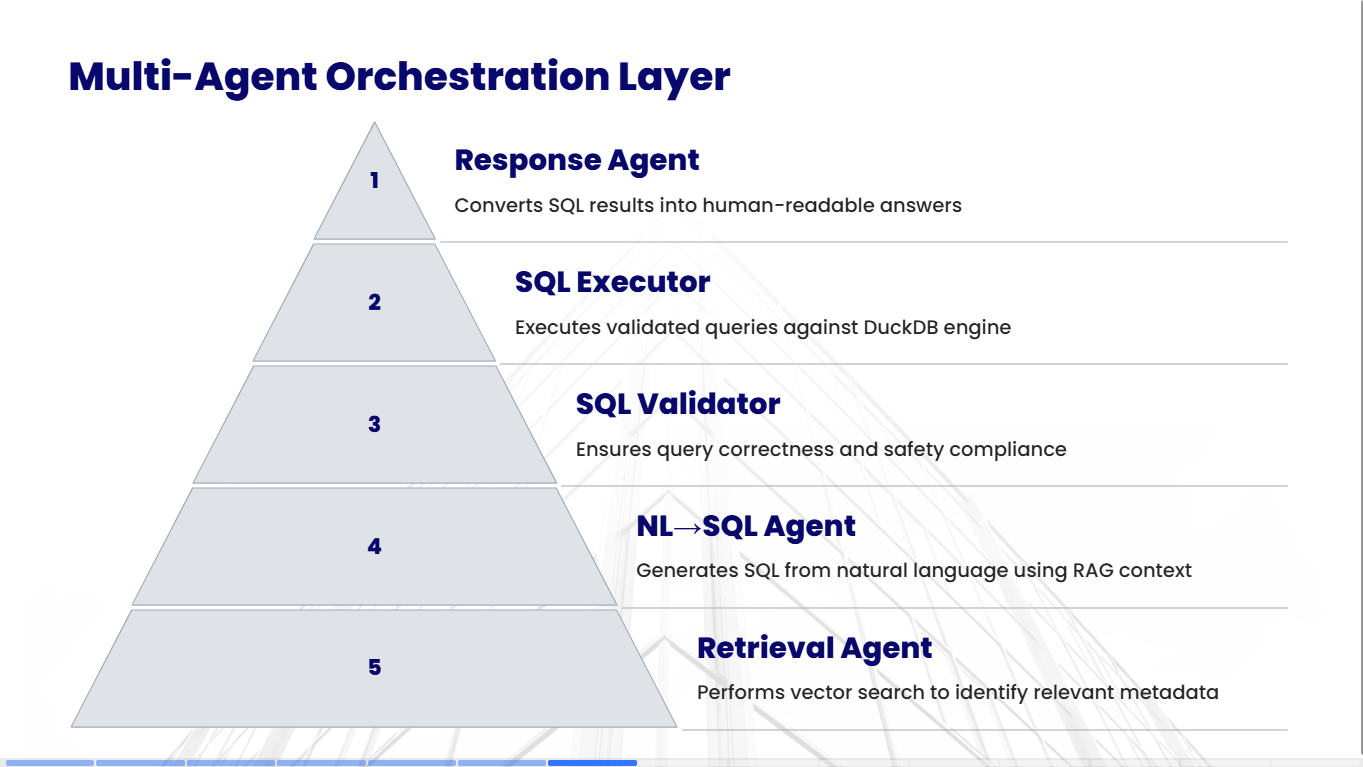 Multi-Agent Orchestration Layer
1
Response Agent
Converts SQL results into human-readable answers
2
SQL Executor
Executes validated queries against DuckDB engine
3
SQL Validator
Ensures query correctness and safety compliance
4
NL→SQL Agent
Generates SQL from natural language using RAG context
5
Retrieval Agent
Performs vector search to identify relevant metadata